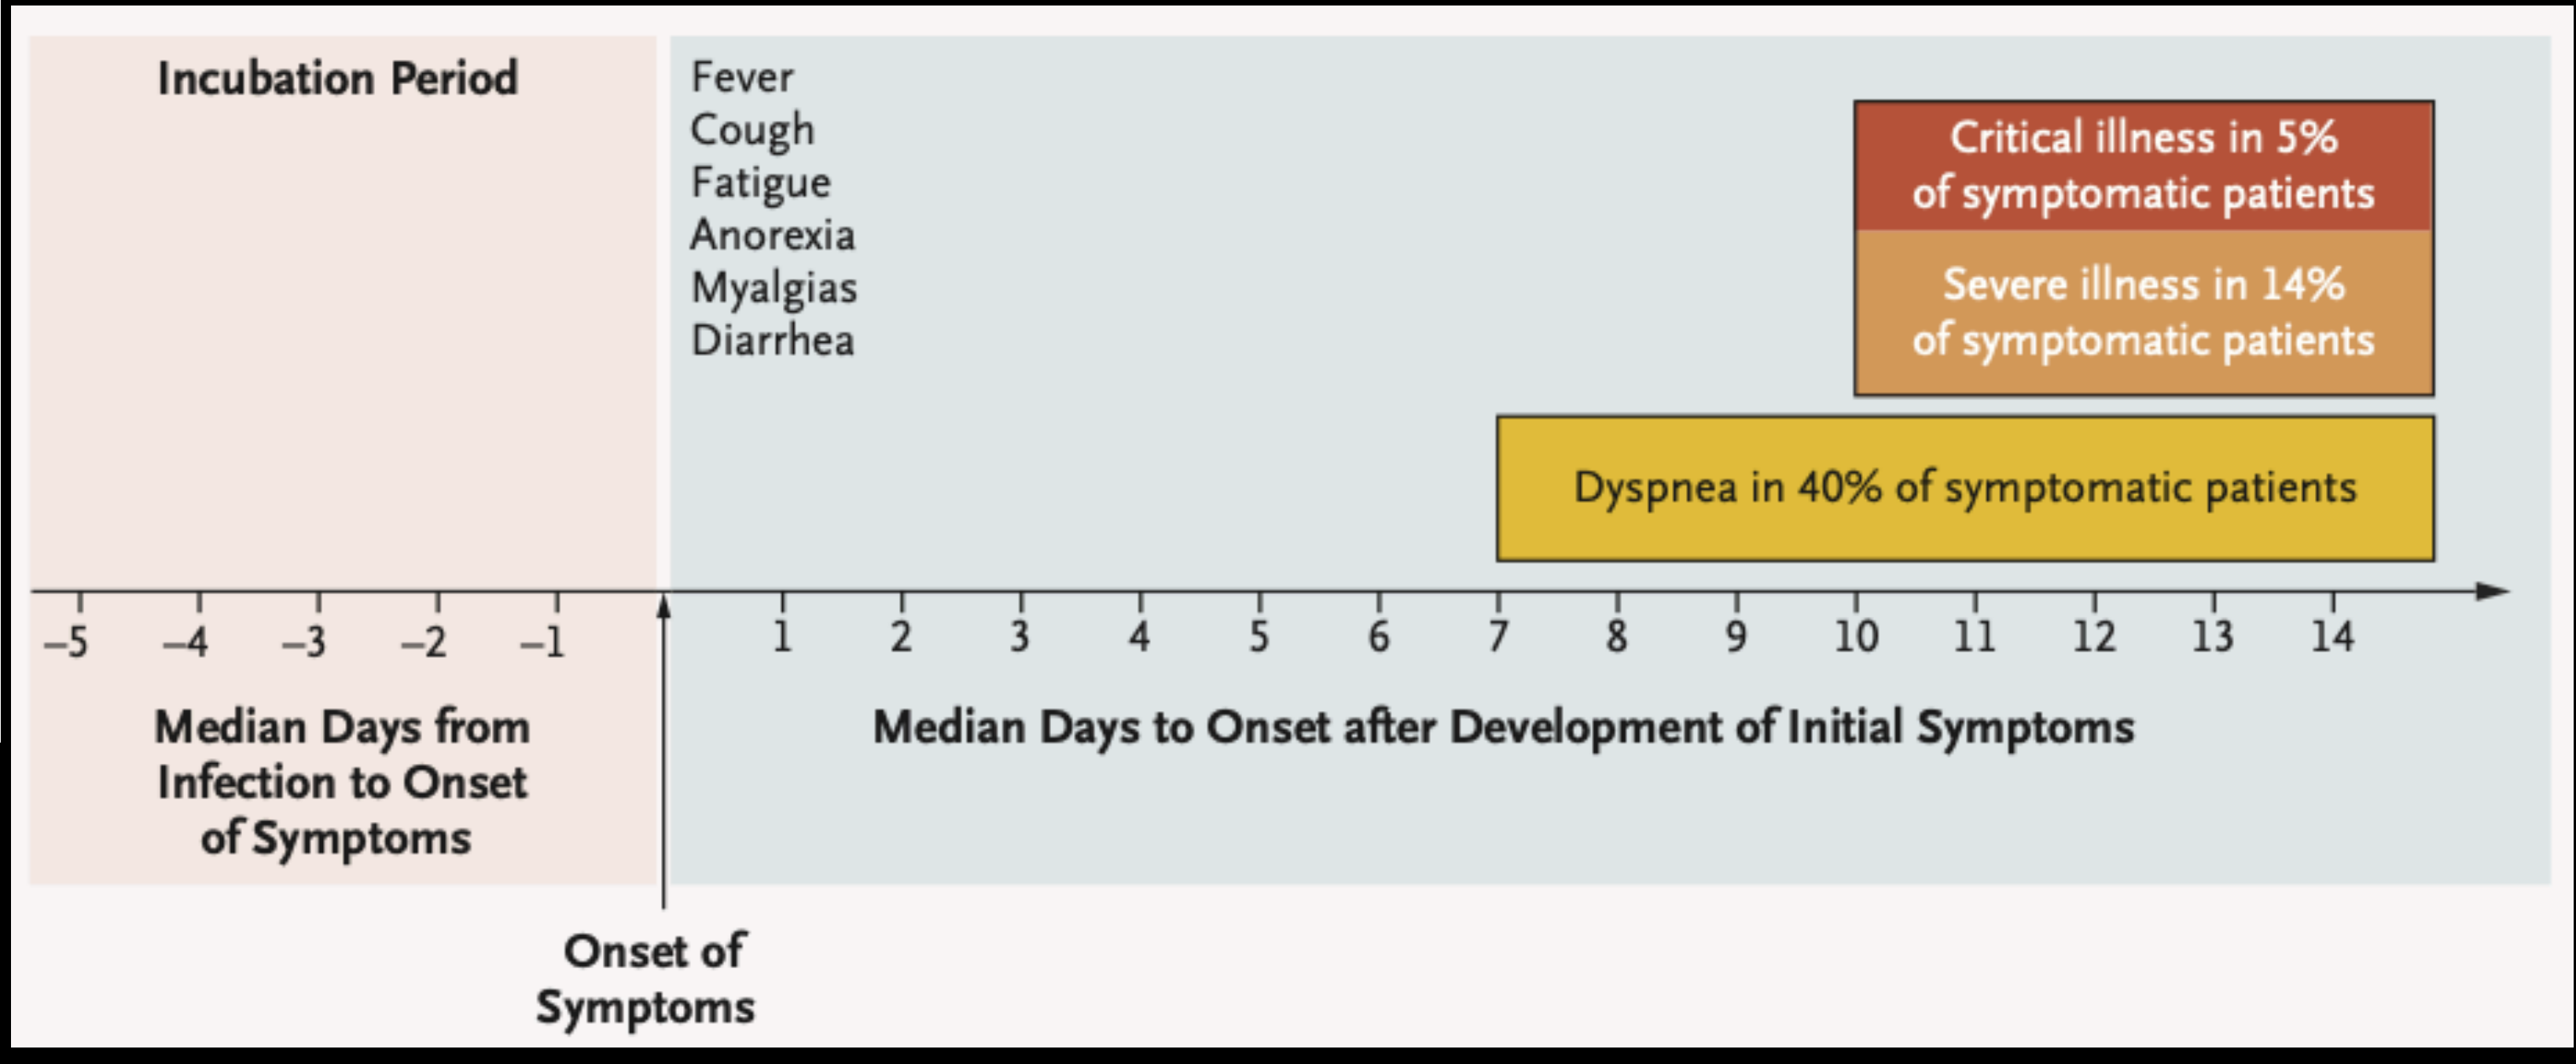 Incubation Period
Fever
Cough
Fatigue
Anorexia
Myalgias
Diarrhea
Critical illness in 5%
of symptomatic patients
Severe illness in 14%
of symptomatic patients
Dyspnea in 40% of symptomatic patients
–5 –4 –3 –2 –1 1 2 3 4 5 6 7 8 9 10 11 12 13 14
Median Days from
Infection to Onset
of Symptoms
Median Days to Onset after Development of Initial Symptoms
Onset of
Symptoms